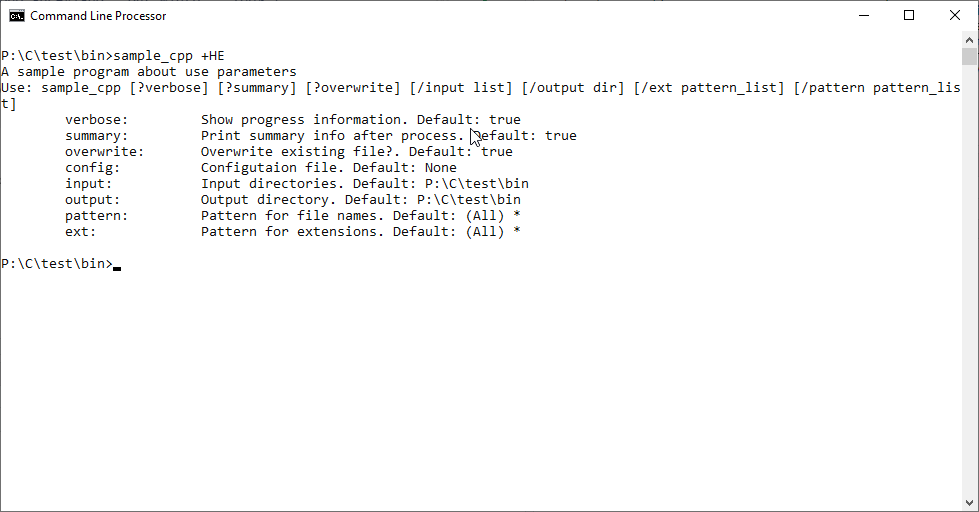 Command Line Processor
P:\C\test\bin>sample_cpp +HE
A sample program about use parameters
Use: sample_cpp [?verbose] [?summary] [?overwrite] [/input list] [/output dir] [/ext pattern_list] [/pattern pattern_lis
t]
verbose: Show progress information. Default: true
summary: Print summary info after process. Default: true
overwrite: Overwrite existing file?. Default: true
config: Configutaion file. Default: None
input: Input directories. Default: P:\C\test\bin
output: Output directory. Default: P:\C\test\bin
pattern: Pattern for file names. Default: (All) *
ext: Pattern for extensions. Default: (All) *
P:\C\test\bin>